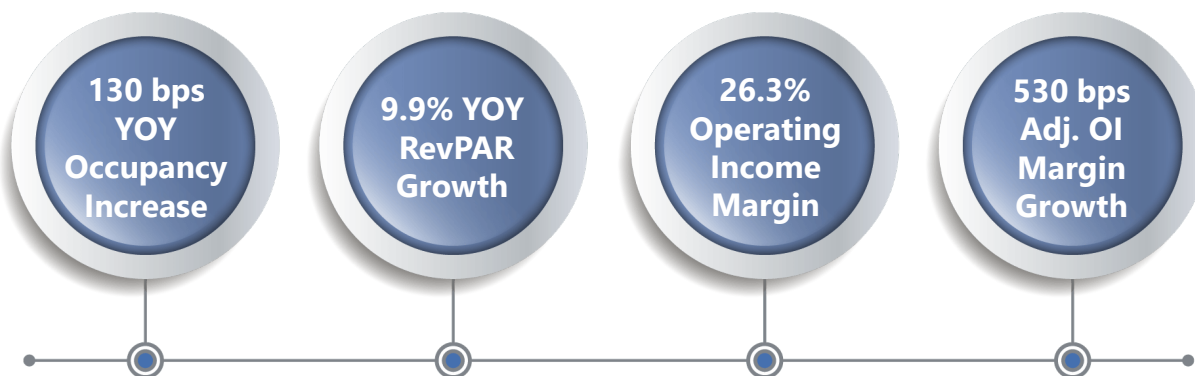 130 bps
YOY
Occupancy
Increase
9.9% YOY
RevPAR
Growth
26.3%
Operating
Income
Margin
530 bps
Adj. OI
Margin
Growth